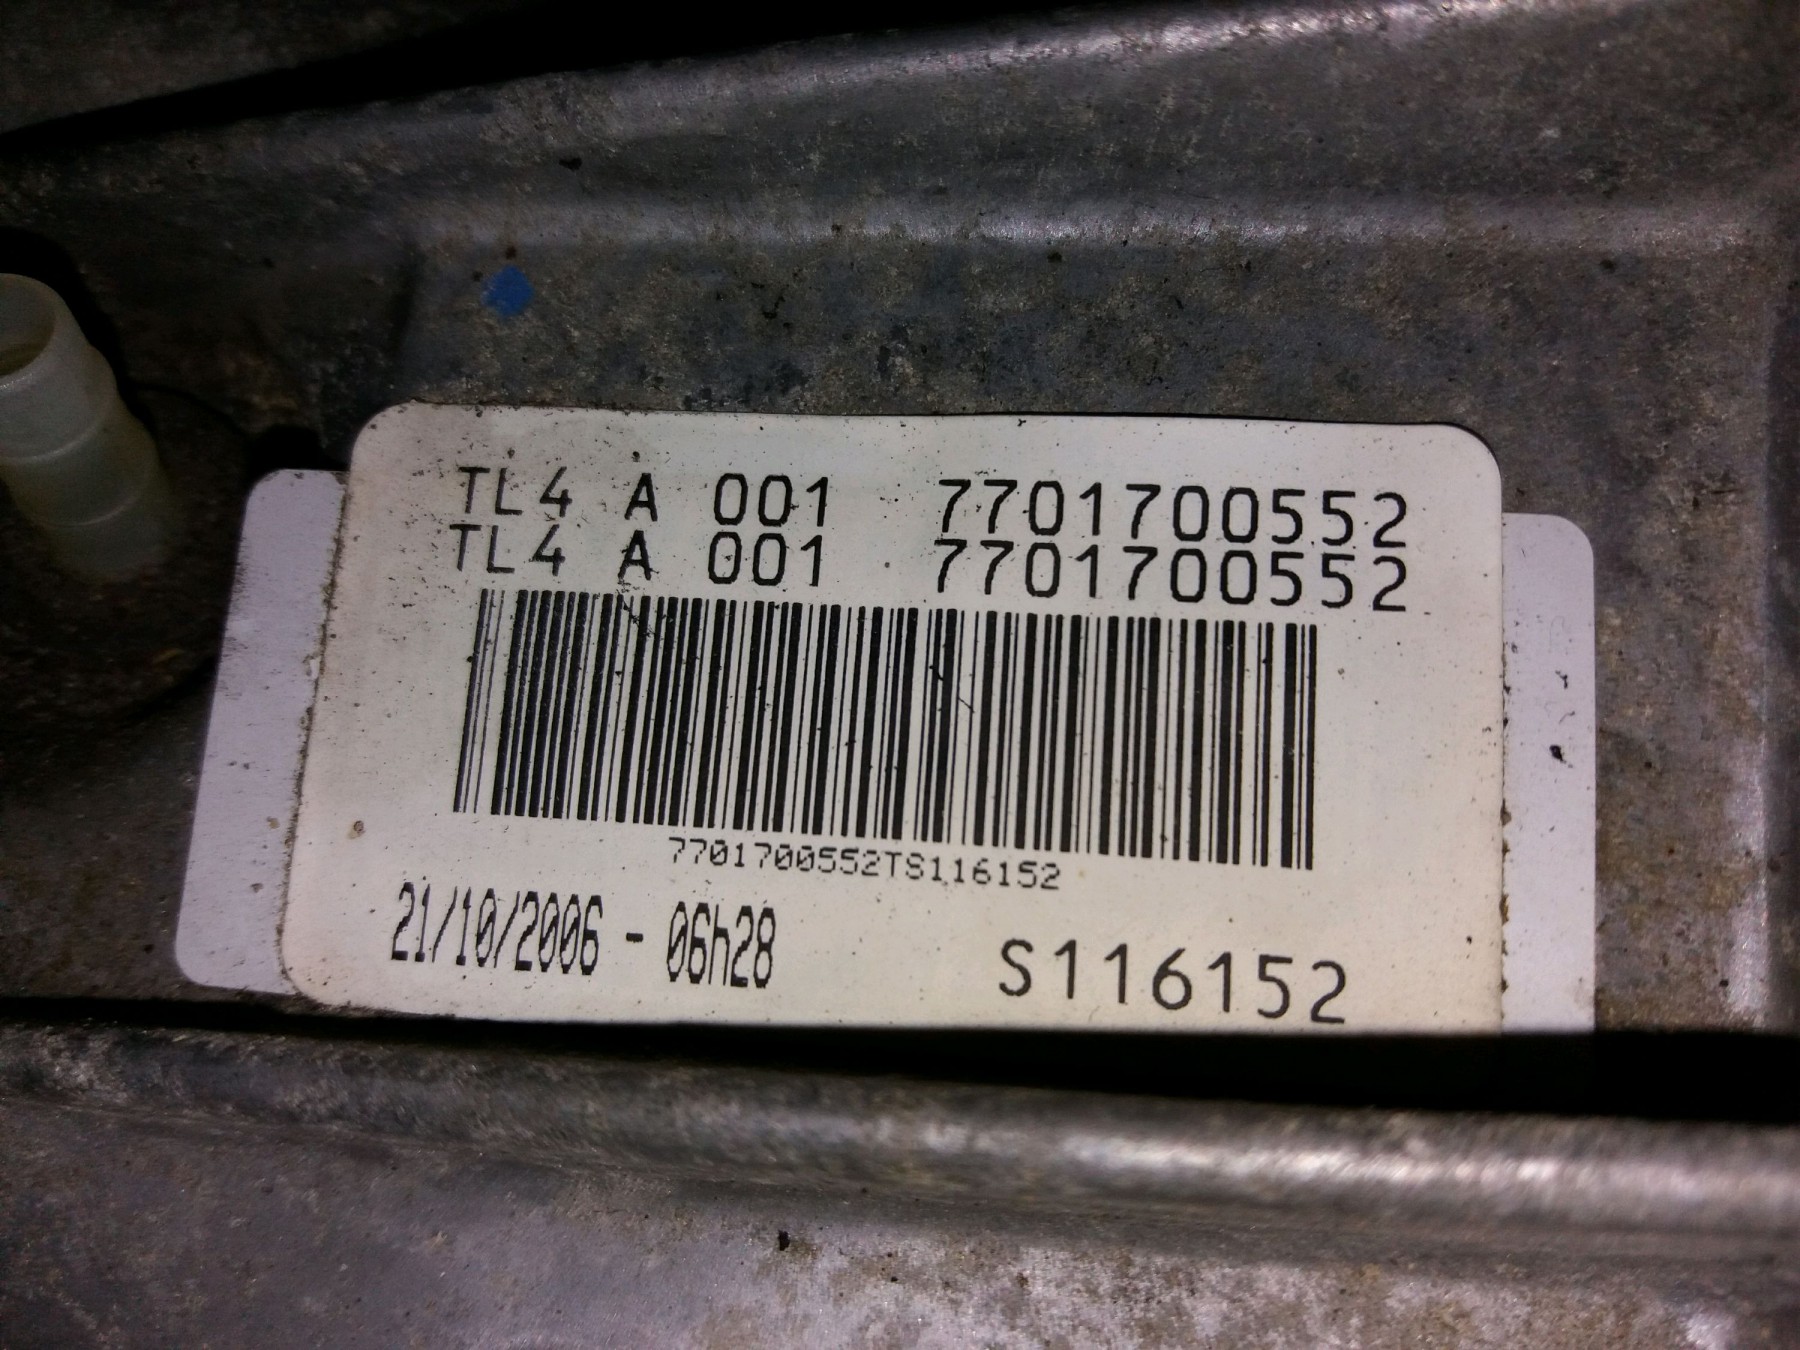 TL4 A 001 7701700552
TL4 A 001 7701700552
7701700552TS116152
21/10/2006 - 06h28
S116152